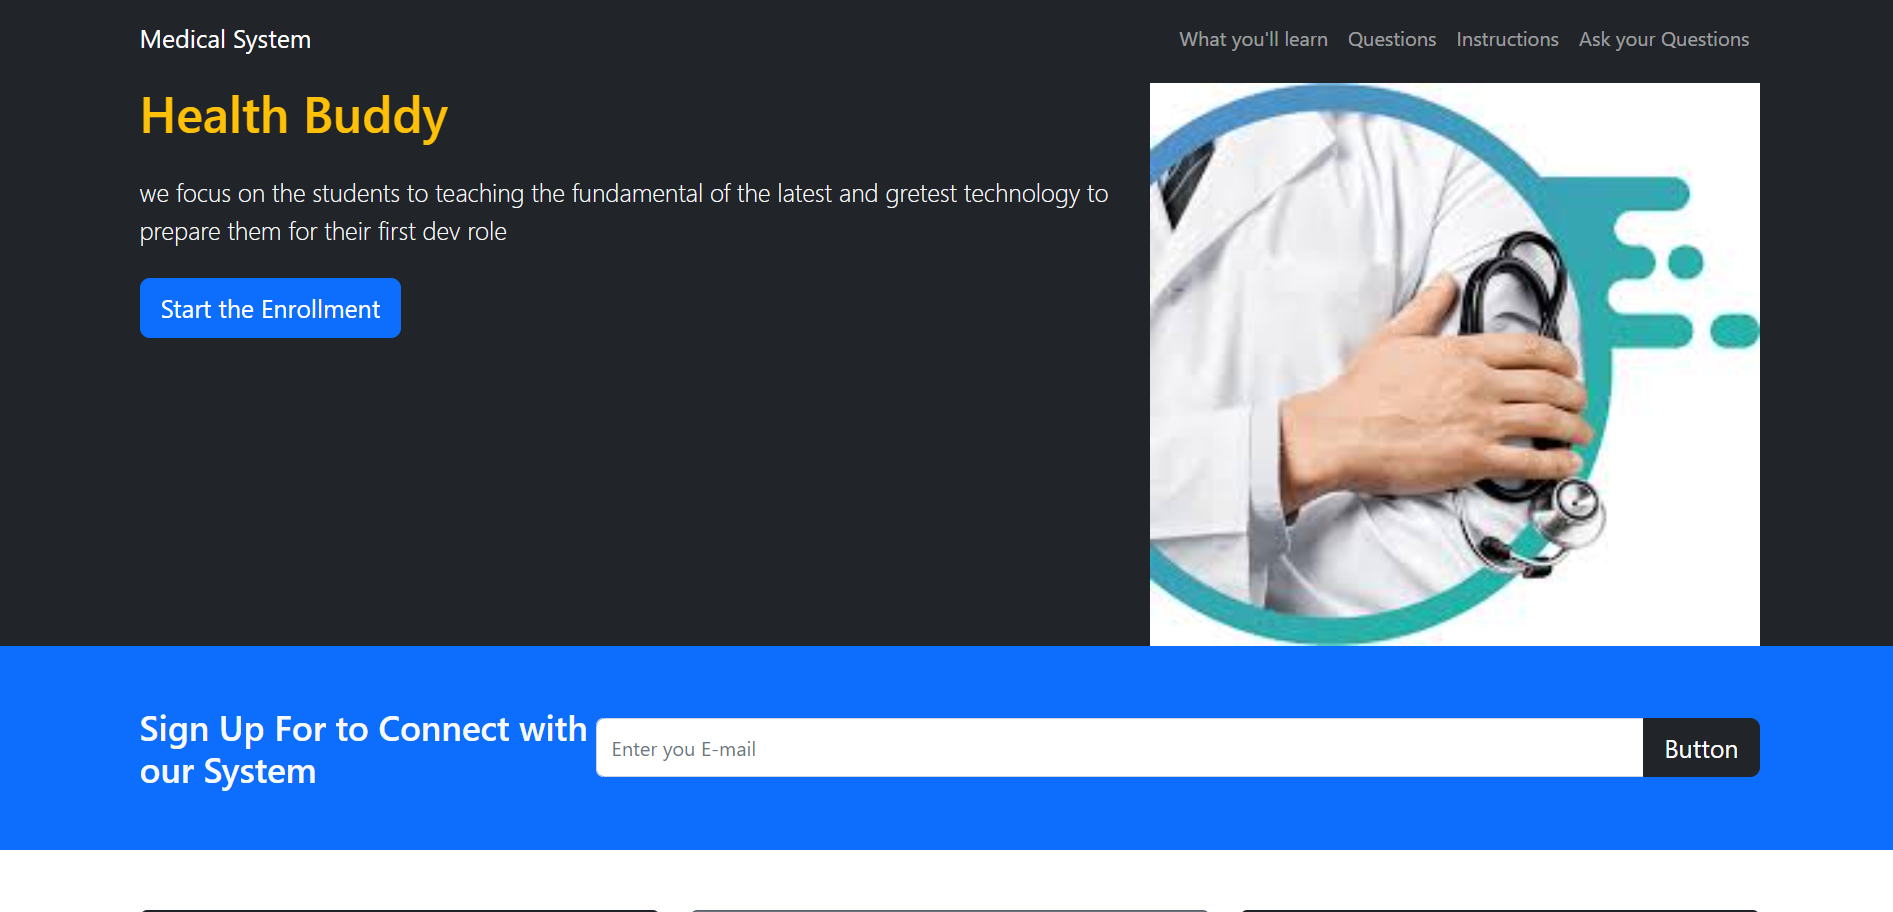 Medical System
What you'll learn Questions Instructions Ask your Questions
Health Buddy
we focus on the students to teaching the fundamental of the latest and gretest technology to
prepare them for their first dev role
Start the Enrollment
Sign Up For to Connect with
our System
Enter you E-mail
Button